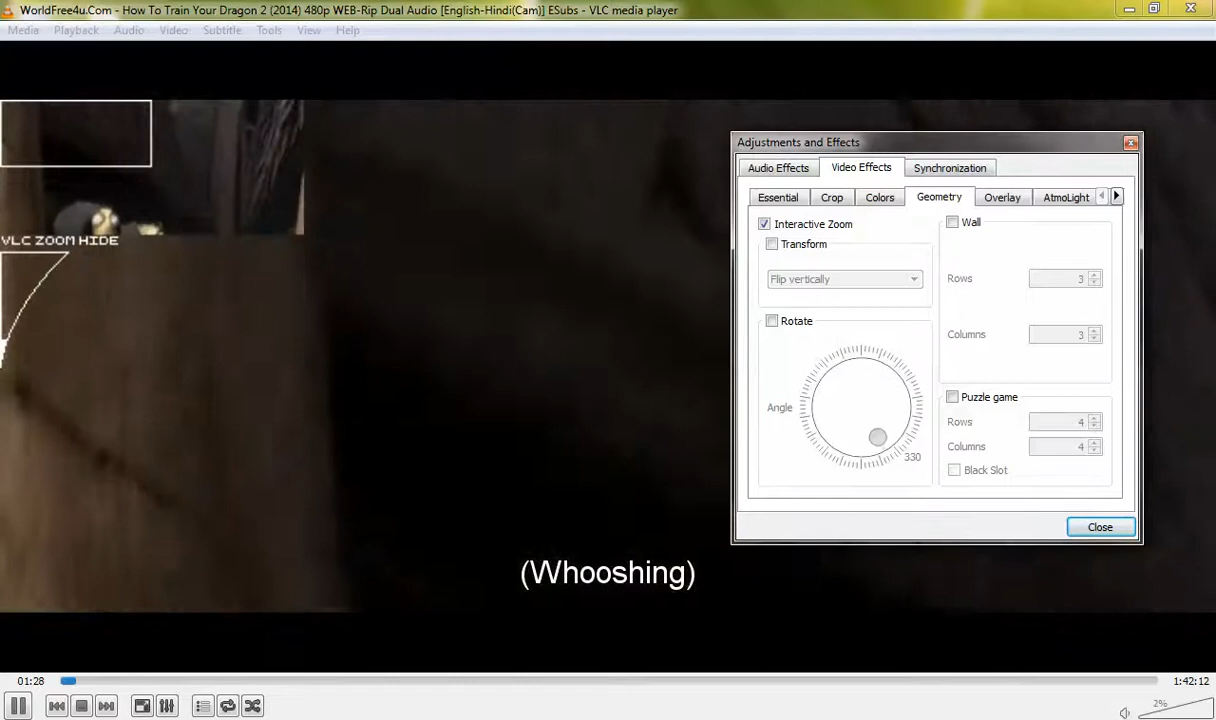 WorldFree4u.Com - How To Train Your Dragon 2 (2014) 480p WEB-Rip Dual Audio [English-Hindi(Cam)] ESubs - VLC media player
Media Playback Audio Video Subtitle Tools View Help
Adjustments and Effects
Audio Effects Video Effects Synchronization
Essential Crop Colors Geometry Overlay AtmoLight
Interactive Zoom
Wall
Transform
Flip vertically
Rows 3
Rotate
Columns 3
Puzzle game
Angle
Rows 4
Columns 4
330
Black Slot
Close
VLC ZOOM HIDE
(Whooshing)
01:28 1:42:12
2%